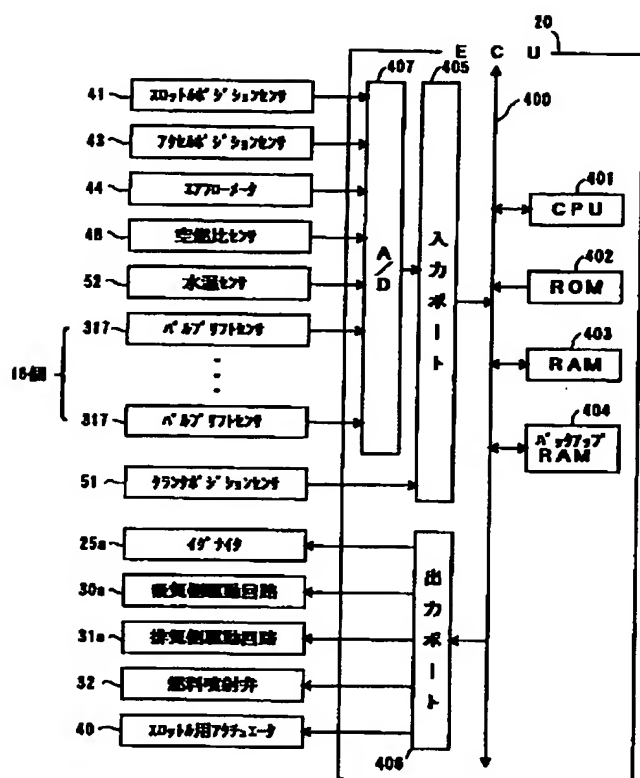 20
E C U
407
405
400
41
スロットルポジションセンサ
43
アクセルポジションセンサ
44
エアフローメータ
48
空燃比センサ
52
水温センサ
317
バルブリフトセンサ
16個
317
バルブリフトセンサ
51
クランクポジションセンサ
A/D
入力ポート
401
CPU
402
ROM
403
RAM
404
バックアップ
RAM
25a
イグナイタ
30a
吸気側駆動回路
31a
排気側駆動回路
32
燃料噴射弁
40
スロットル用アクチュエータ
出力ポート
406